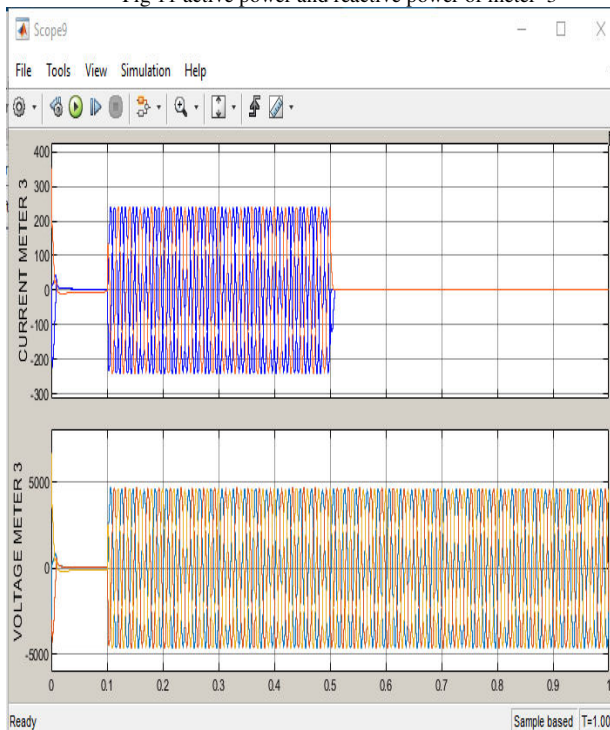 Fig 11 active power and reactive power of meter 3
Scope9
File Tools View Simulation Help
CURRENT METER 3
400
300
200
100
0
-100
-200
-300
VOLTAGE METER 3
5000
0
-5000
0 0.1 0.2 0.3 0.4 0.5 0.6 0.7 0.8 0.9 1
Ready Sample based T=1.00